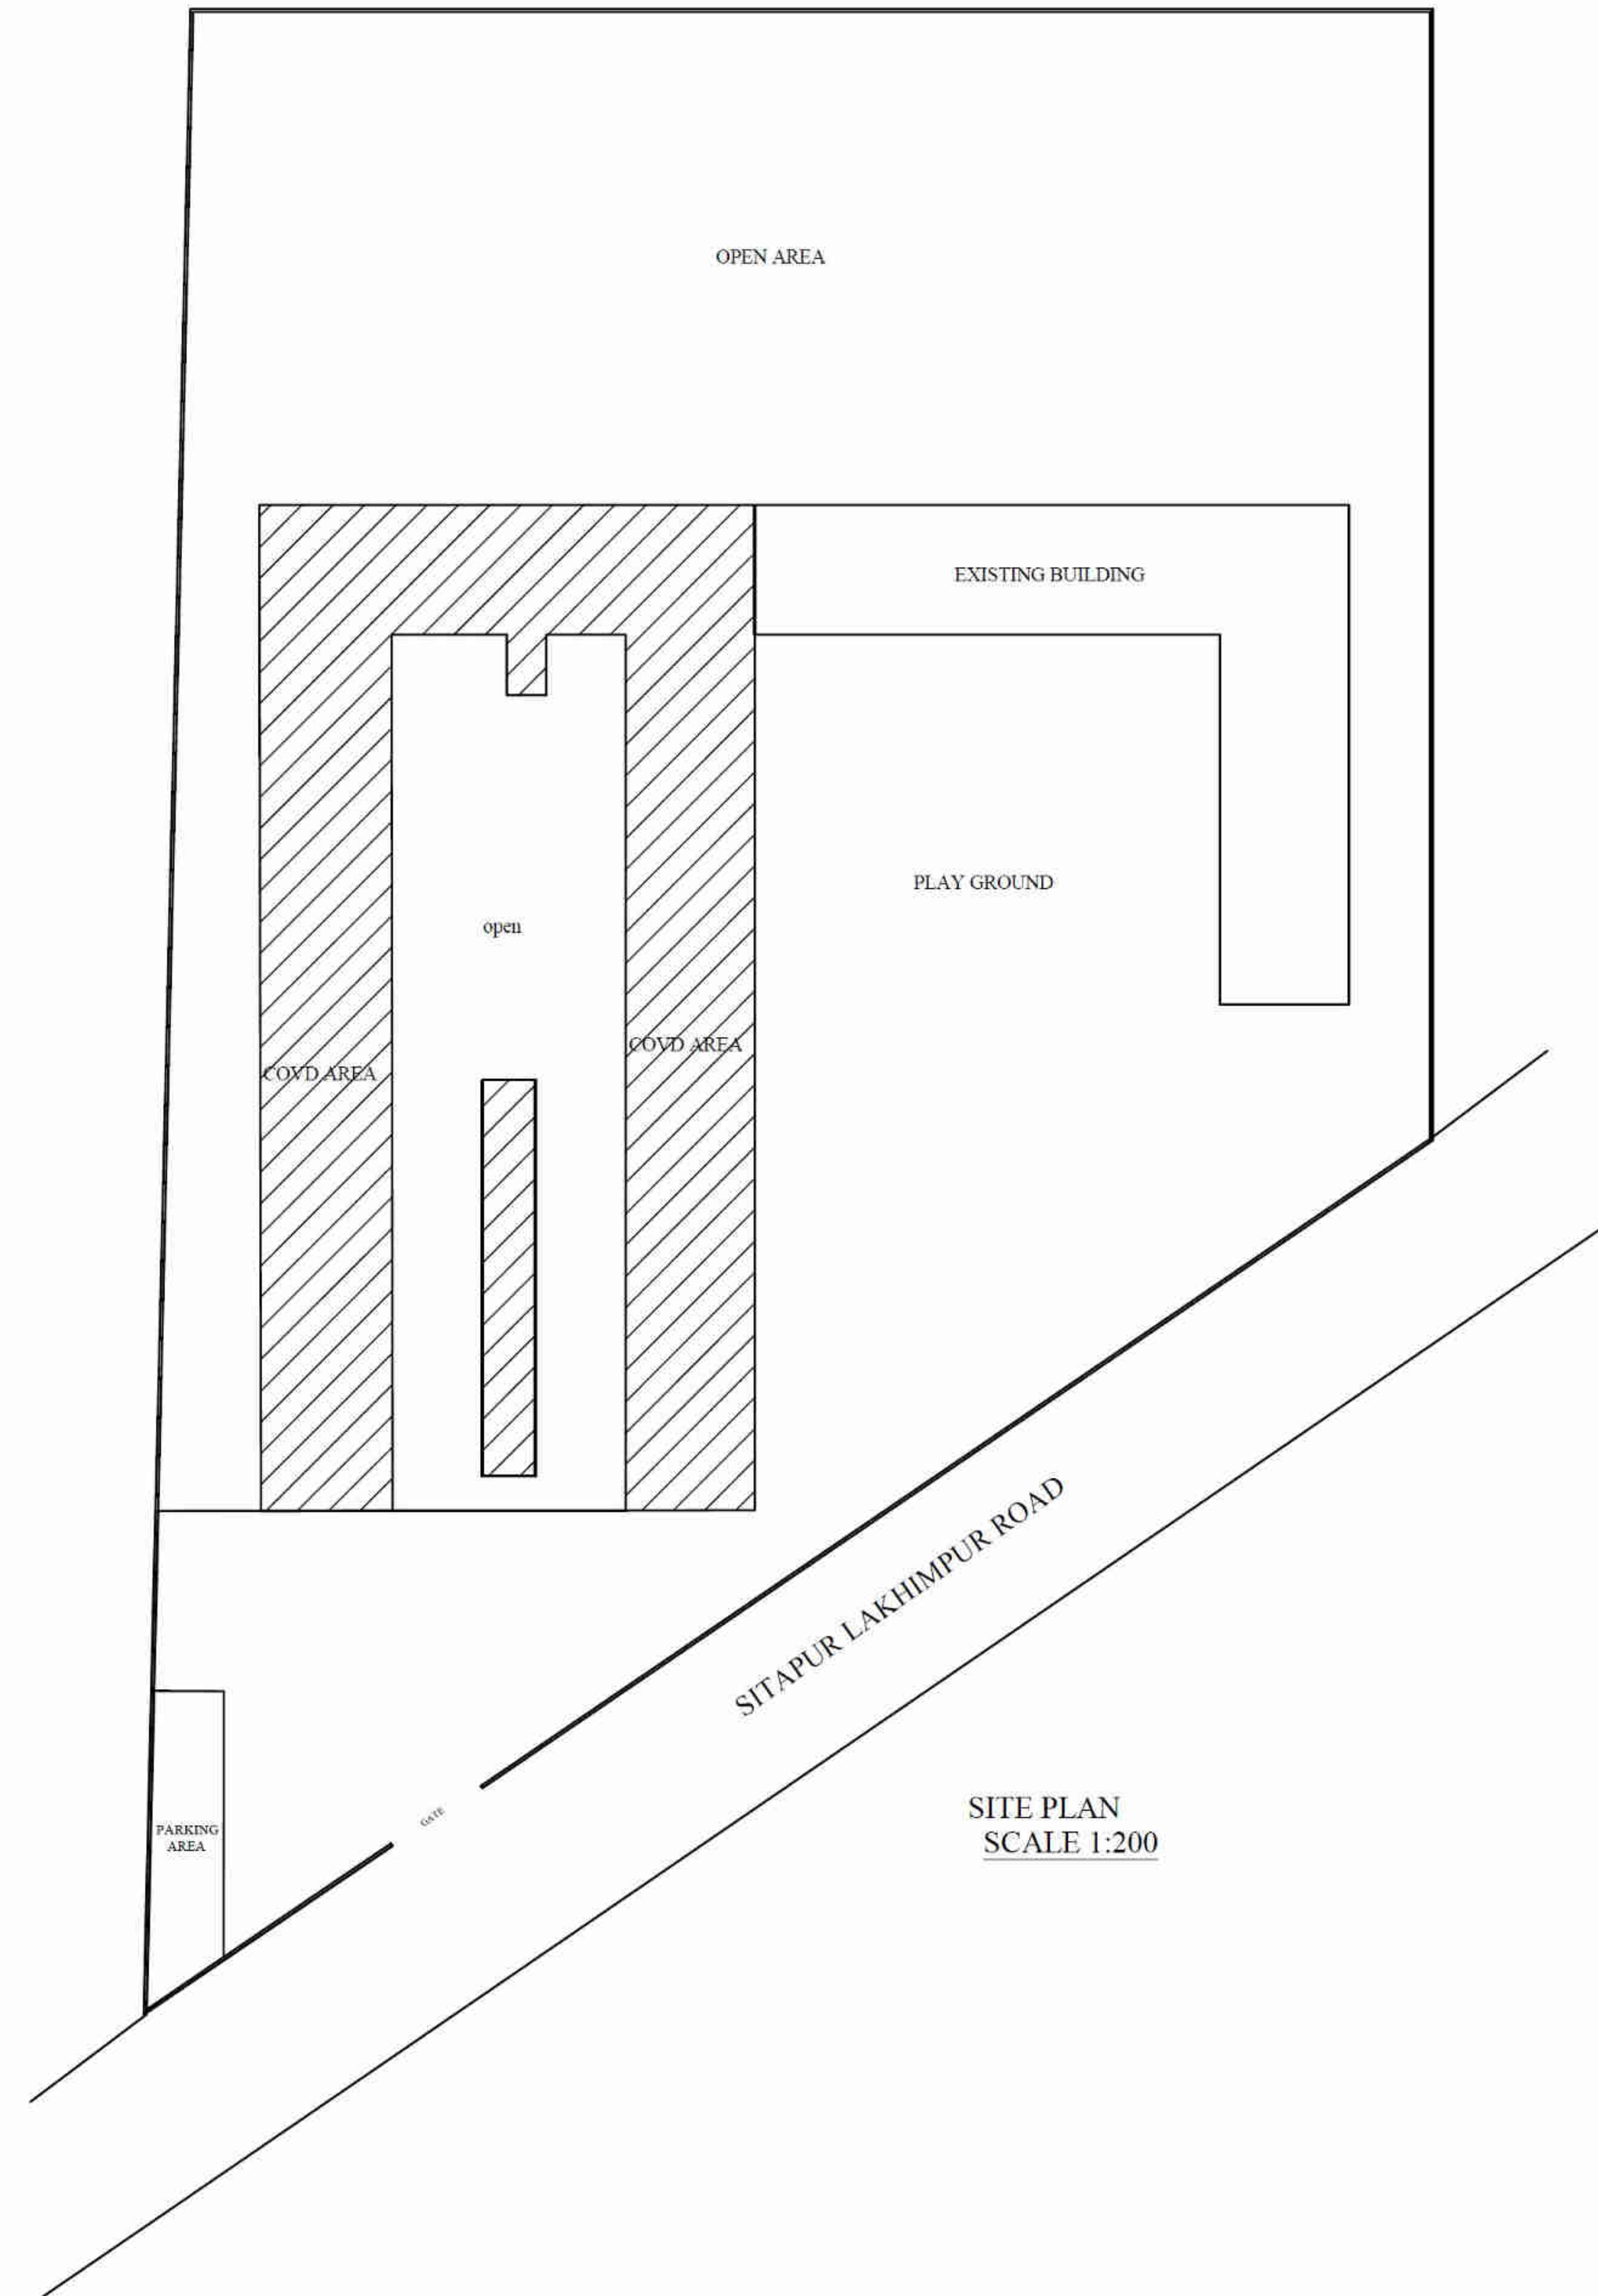 OPEN AREA
EXISTING BUILDING
PLAY GROUND
open
COVD AREA
COVD AREA
SITAPUR LAKHIMPUR ROAD
GATE
PARKING
AREA
SITE PLAN
SCALE 1:200